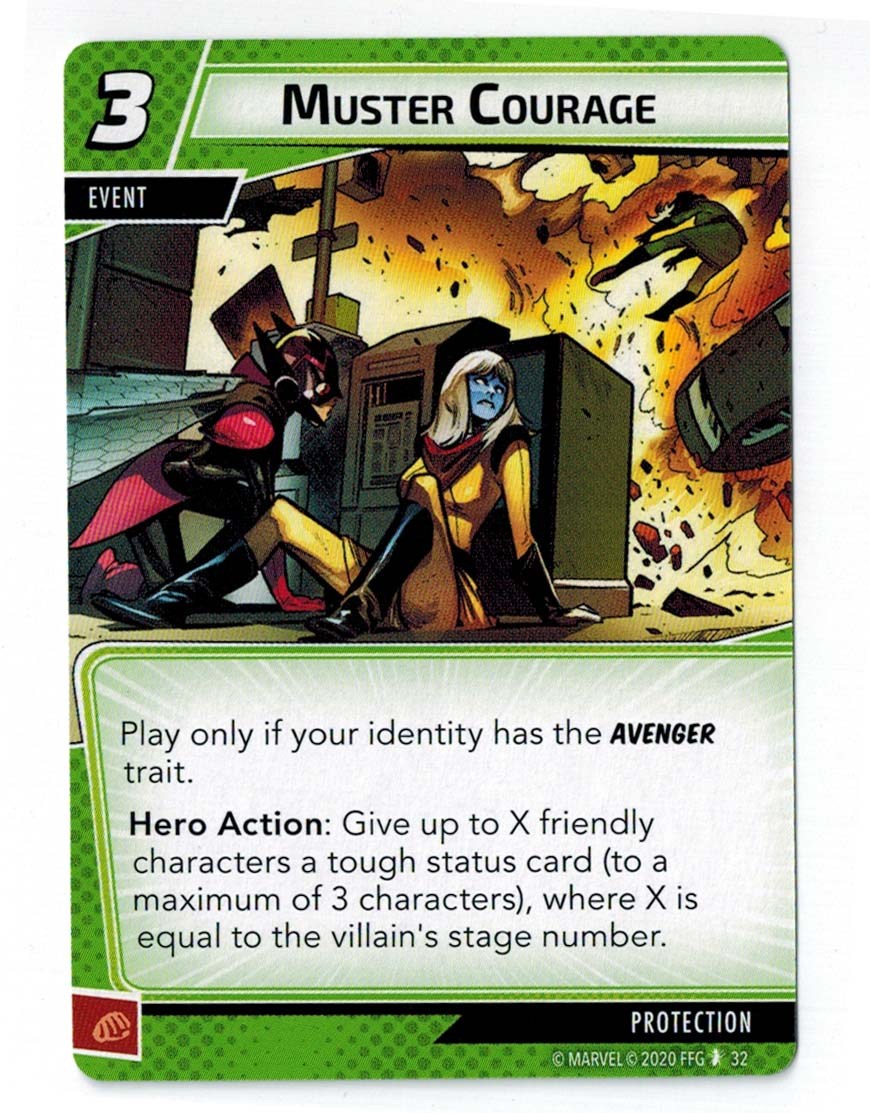 3
MUSTER COURAGE
EVENT
Play only if your identity has the AVENGER
trait.
Hero Action: Give up to X friendly
characters a tough status card (to a
maximum of 3 characters), where X is
equal to the villain's stage number.
PROTECTION
© MARVEL © 2020 FFG 32